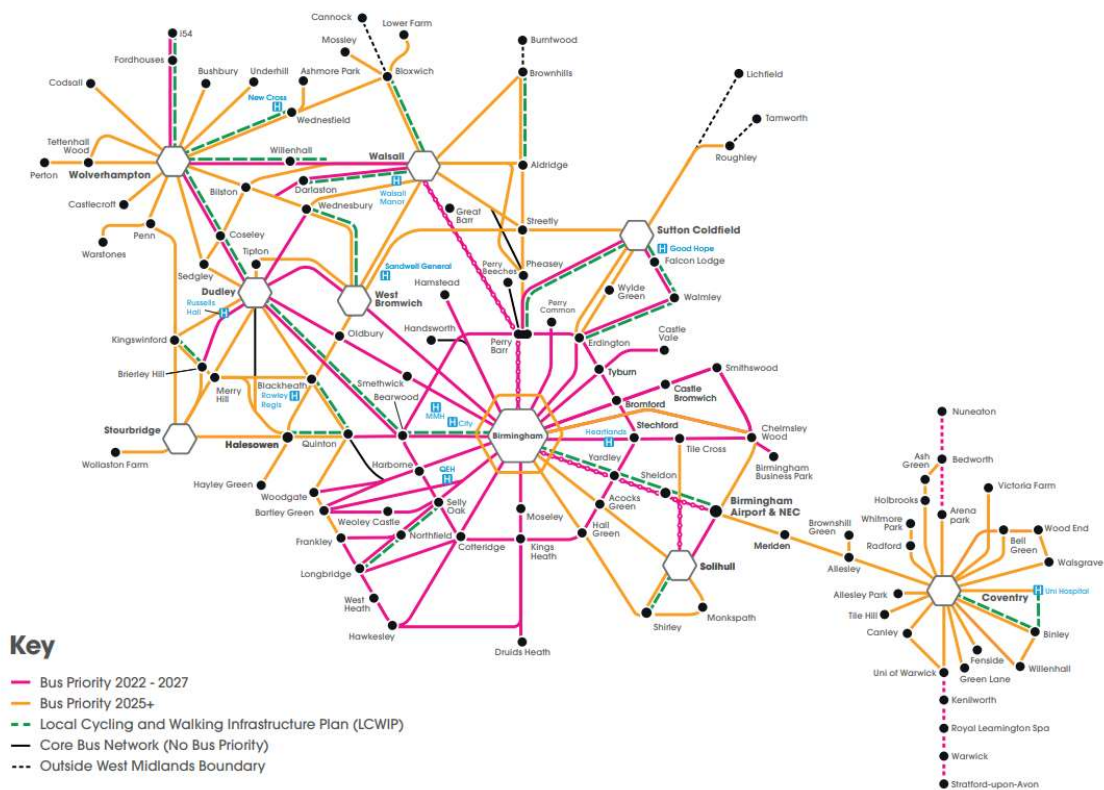 Cannock
Lower Farm
i54
Mossley
Burntwood
Fordhouses
Bushbury
Underhill
Ashmore Park
Bloxwich
Brownhills
Lichfield
Codsall
New Cross
H
Wednesfield
Tamworth
Tettenhall
Wood
Willenhall
Walsall
Aldridge
Roughley
Perton
Wolverhampton
Bilston
Darlaston
H
Walsall
Manor
Castlecroft
Wednesbury
Great
Barr
Penn
Coseley
Streetly
Sutton Coldfield
Warstones
Tipton
H Good Hope
Sedgley
Sandwell General
H
Perry
Beeches
Pheasey
Falcon Lodge
Dudley
West
Bromwich
Hamstead
Wylde
Green
Walmley
Russells
Hall H
Perry
Common
Oldbury
Handsworth
Castle
Vale
Kingswinford
Perry
Barr
Erdington
Brierley Hill
Smethwick
Tyburn
Smithswood
Merry
Hill
Blackheath
Rowley
Regis
H
Bearwood
Castle
Bromwich
Bromford
H
MMH
H
City
Stourbridge
Birmingham
Stechford
Chelmsley
Wood
Nuneaton
Halesowen
Quinton
Heartlands
H
Tile Cross
Wollaston Farm
Yardley
Birmingham
Business Park
Harborne
QEH
H
Sheldon
Ash
Green
Bedworth
Hayley Green
Woodgate
Selly
Oak
Acocks
Green
Birmingham
Airport & NEC
Victoria Farm
Bartley Green
Weoley Castle
Moseley
Holbrooks
Arena
park
Brownshill
Green
Whitmore
Park
Wood End
Frankley
Northfield
Cotteridge
Kings
Heath
Hall
Green
Meriden
Radford
Bell
Green
Longbridge
Solihull
Allesley
Walsgrave
West
Heath
Allesley Park
Coventry
H Uni Hospital
Monkspath
Tile Hill
Hawkesley
Shirley
Canley
Binley
Druids Heath
Fenside
Uni of Warwick
Green Lane
Willenhall
Kenilworth
Royal Leamington Spa
Warwick
Stratford-upon-Avon
Key
Bus Priority 2022 - 2027
Bus Priority 2025+
Local Cycling and Walking Infrastructure Plan (LCWIP)
Core Bus Network (No Bus Priority)
Outside West Midlands Boundary